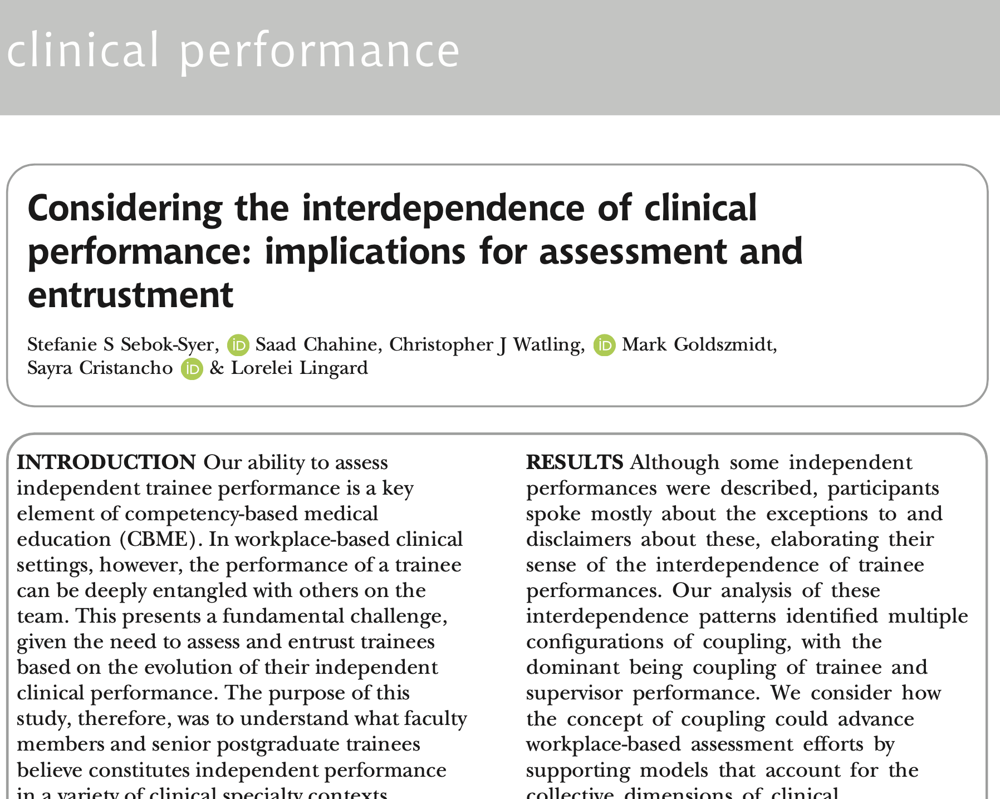 clinical performance
Considering the interdependence of clinical
performance: implications for assessment and
entrustment
Stefanie S Sebok-Syer, iD Saad Chahine, Christopher J Watling, iD Mark Goldszmidt,
Sayra Cristancho iD & Lorelei Lingard
INTRODUCTION Our ability to assess
independent trainee performance is a key
element of competency-based medical
education (CBME). In workplace-based clinical
settings, however, the performance of a trainee
can be deeply entangled with others on the
team. This presents a fundamental challenge,
given the need to assess and entrust trainees
based on the evolution of their independent
clinical performance. The purpose of this
study, therefore, was to understand what faculty
members and senior postgraduate trainees
believe constitutes independent performance
in a variety of clinical specialty contexts.
RESULTS Although some independent
performances were described, participants
spoke mostly about the exceptions to and
disclaimers about these, elaborating their
sense of the interdependence of trainee
performances. Our analysis of these
interdependence patterns identified multiple
configurations of coupling, with the
dominant being coupling of trainee and
supervisor performance. We consider how
the concept of coupling could advance
workplace-based assessment efforts by
supporting models that account for the
collective dimensions of clinical